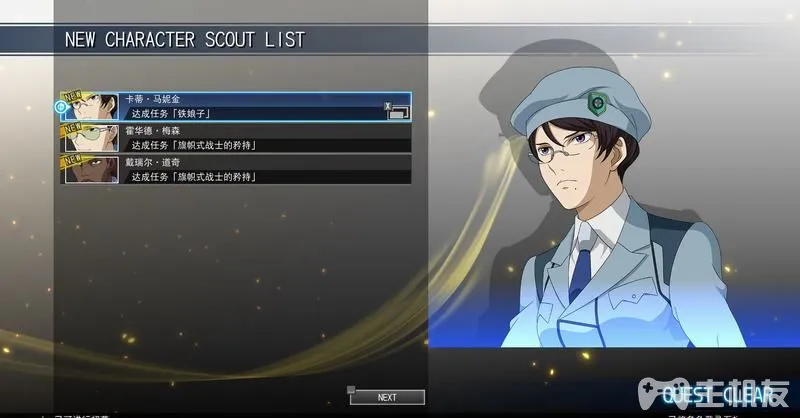 NEW CHARACTER SCOUT LIST
NEW
卡蒂·马妮金
达成任务「铁娘子」
X
NEW
霍华德·梅森
达成任务「旗帜式战士的矜持」
NEW
戴瑞尔·道奇
达成任务「旗帜式战士的矜持」
NEXT
QUEST CLEAR
主机友